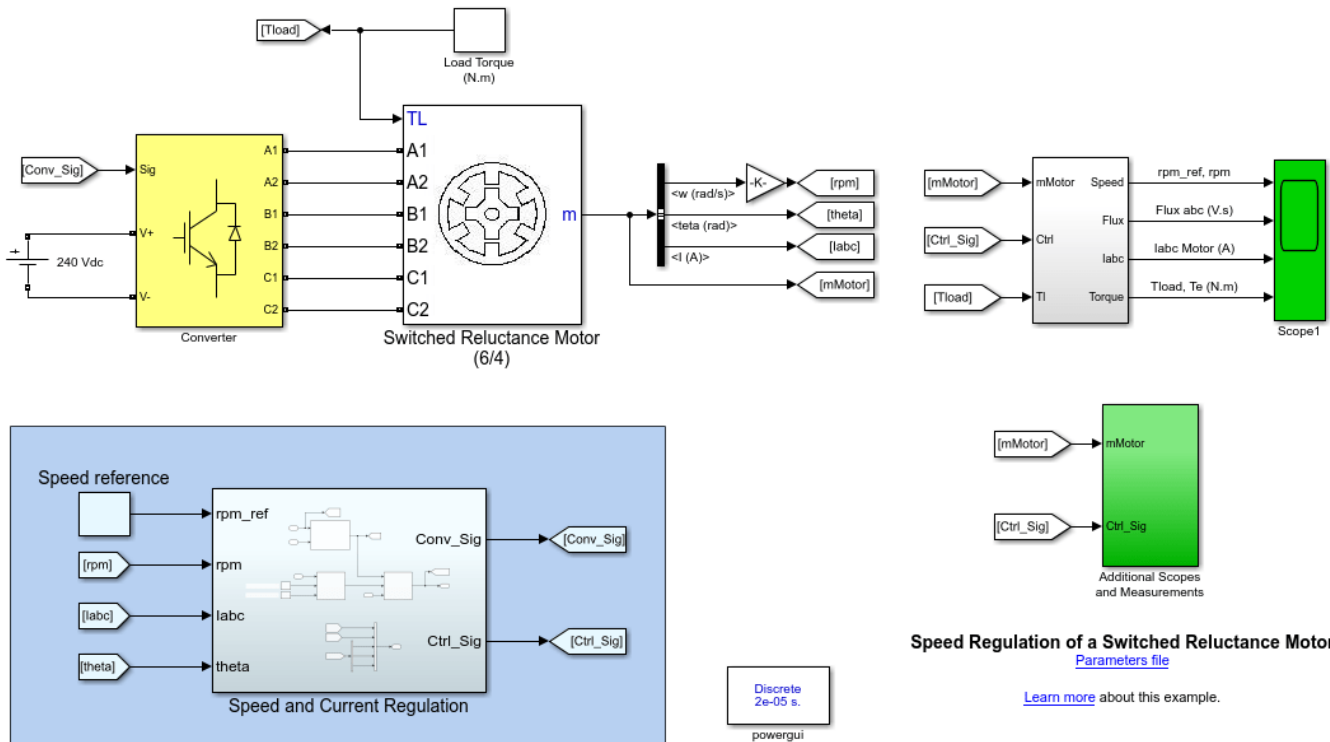 [Tload]
Load Torque
(N.m)
[Conv_Sig]
Sig
A1
A2
B1
B2
C1
C2
V+
V-
+
240 Vdc
Converter
TL
A1
A2
B1
B2
C1
C2
m
Switched Reluctance Motor
(6/4)
<w (rad/s)>
<teta (rad)>
<I (A)>
-K-
[rpm]
[theta]
[Iabc]
[mMotor]
[mMotor]
[Ctrl_Sig]
[Tload]
mMotor
Ctrl
Tl
Speed
Flux
Iabc
Torque
rpm_ref, rpm
Flux abc (V.s)
Iabc Motor (A)
Tload, Te (N.m)
Scope1
Speed reference
[rpm]
[Iabc]
[theta]
rpm_ref
rpm
Iabc
theta
Conv_Sig
Ctrl_Sig
[Conv_Sig]
[Ctrl_Sig]
Speed and Current Regulation
Discrete
2e-05 s.
powergui
[mMotor]
[Ctrl_Sig]
mMotor
Ctrl_Sig
Additional Scopes
and Measurements
Speed Regulation of a Switched Reluctance Motor
Parameters file
Learn more about this example.